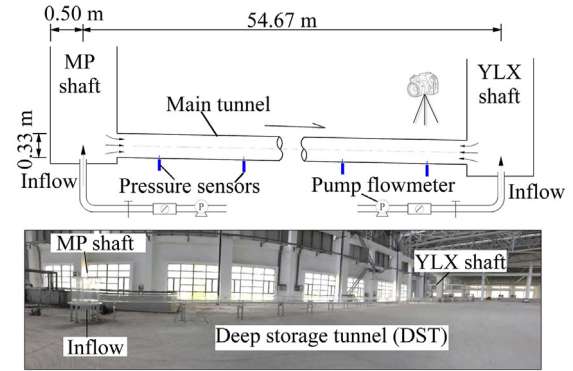 0.50 m
54.67 m
MP
shaft
YLX
shaft
Main tunnel
0.33 m
Inflow
Pressure sensors
Pump flowmeter
Inflow
P
P
MP shaft
YLX shaft
Inflow
Deep storage tunnel (DST)